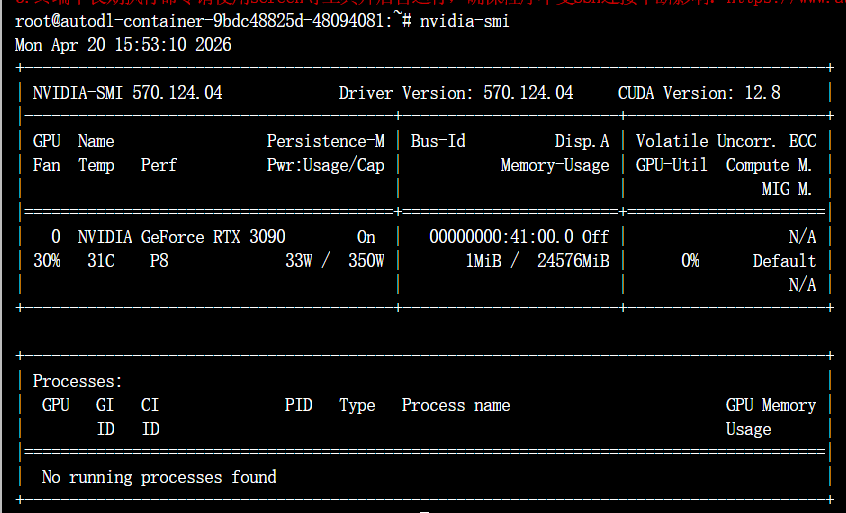 root@autodl-container-9bdc48825d-48094081:~# nvidia-smi
Mon Apr 20 15:53:10 2026
NVIDIA-SMI 570.124.04 Driver Version: 570.124.04 CUDA Version: 12.8
GPU Name Persistence-M | Bus-Id Disp.A | Volatile Uncorr. ECC
Fan Temp Perf Pwr:Usage/Cap | Memory-Usage | GPU-Util Compute M.
MIG M.
0 NVIDIA GeForce RTX 3090 On | 00000000:41:00.0 Off | N/A
30% 31C P8 33W / 350W | 1MiB / 24576MiB | 0% Default
N/A
Processes:
GPU GI CI PID Type Process name GPU Memory
ID ID Usage
No running processes found